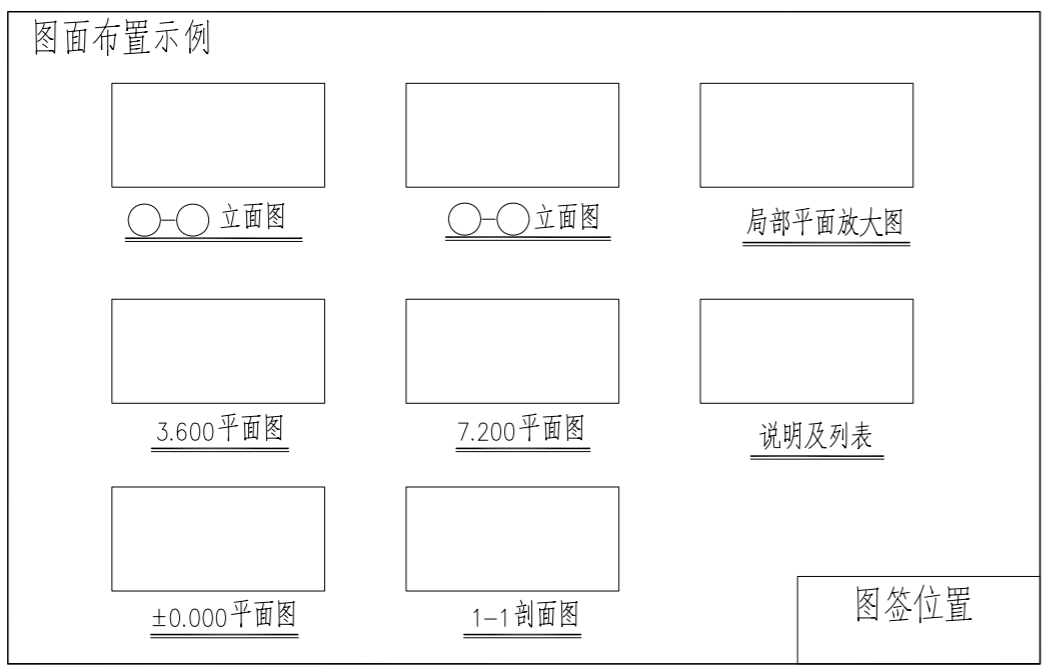 图面布置示例
○-○ 立面图
○-○ 立面图
局部平面放大图
3.600平面图
7.200平面图
说明及列表
±0.000平面图
1-1剖面图
图签位置